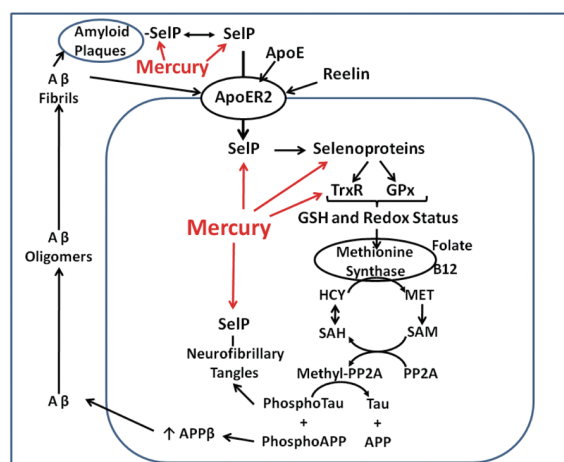 Amyloid
Plaques
-SelP
SelP
ApoE
Mercury
Reelin
A β
Fibrils
ApoER2
SelP
Selenoproteins
TrxR
GPx
GSH and Redox Status
Mercury
Methionine
Synthase
Folate
B12
A β
Oligomers
HCY
MET
SelP
SAH
SAM
Neurofibrillary
Tangles
Methyl-PP2A
PP2A
A β
PhosphoTau
Tau
+
+
↑ APPβ
PhosphoAPP
APP